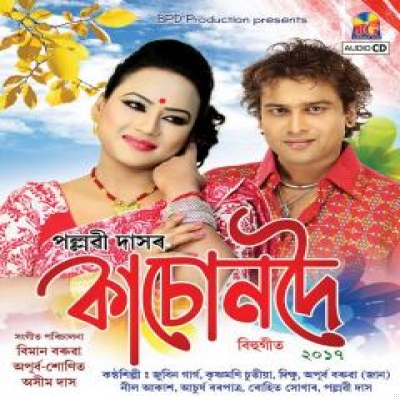 BPD Production presents....
AUDIO CD
পল্লৱী দাসৰ
কাচোনদৈ
বিহুগীত
২০১৭
সংগীত পৰিচালনা
বিমান বৰুৱা
অপূৰ্ব-শোণিত
অসীম দাস
কণ্ঠশিল্পী : জুবিন গাৰ্গ, কৃষ্ণমণি চুতীয়া, দিক্ষু, অপূৰ্ব বৰুৱা (জান)
নীল আকাশ, আচুৰ্য বৰপাত্ৰ, ৰোহিত সোণাৰ, পল্লৱী দাস